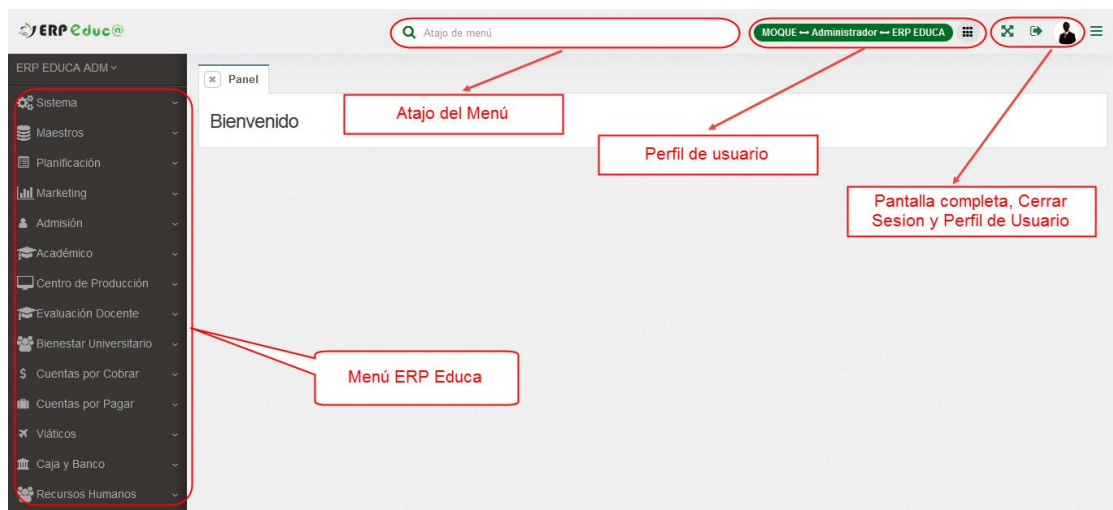 ERP Educ@
Atajo de menú
MOQUE ↔ Administrador ↔ ERP EDUCA
ERP EDUCA ADM
Panel
Bienvenido
Atajo del Menú
Perfil de usuario
Pantalla completa, Cerrar
Sesion y Perfil de Usuario
Sistema
Maestros
Planificación
Marketing
Admisión
Académico
Centro de Producción
Evaluación Docente
Bienestar Universitario
$ Cuentas por Cobrar
Cuentas por Pagar
Viáticos
Caja y Banco
Recursos Humanos
Menú ERP Educa